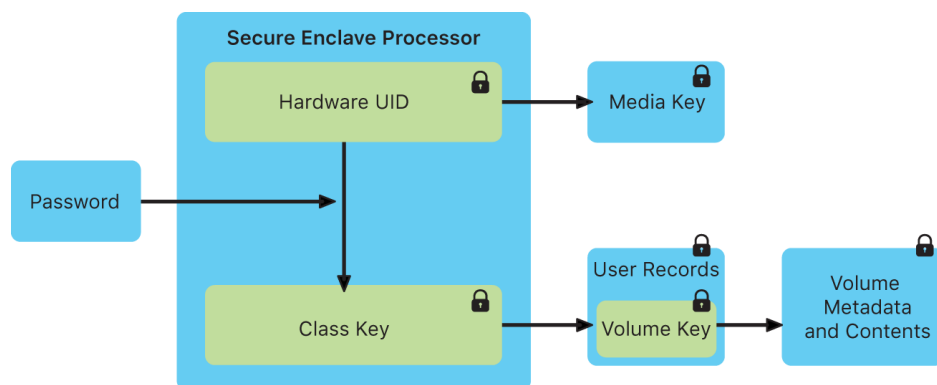 Secure Enclave Processor
Hardware UID
Media Key
Password
Class Key
User Records
Volume Key
Volume
Metadata
and Contents